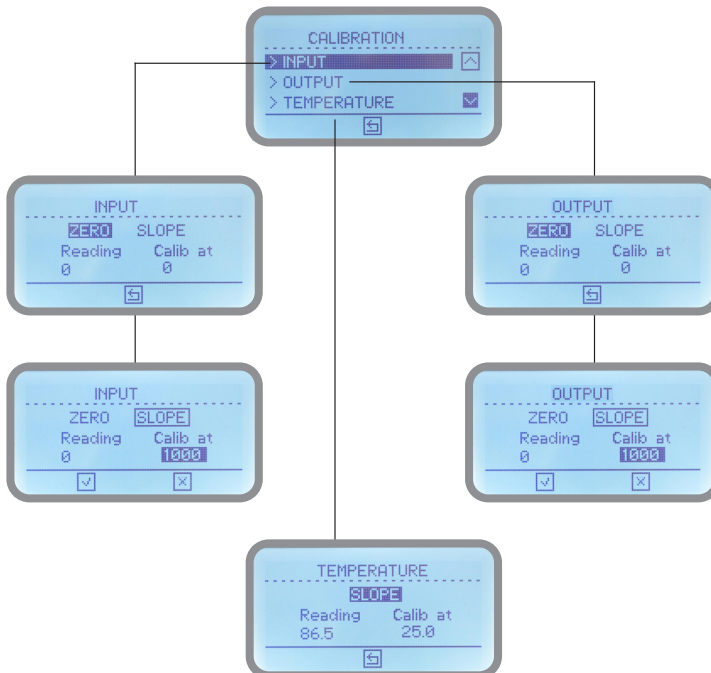 CALIBRATION
> INPUT
> OUTPUT
> TEMPERATURE
INPUT
ZERO SLOPE
Reading Calib at
0 0
OUTPUT
ZERO SLOPE
Reading Calib at
0 0
INPUT
ZERO SLOPE
Reading Calib at
0 1000
OUTPUT
ZERO SLOPE
Reading Calib at
0 1000
TEMPERATURE
SLOPE
Reading Calib at
86.5 25.0